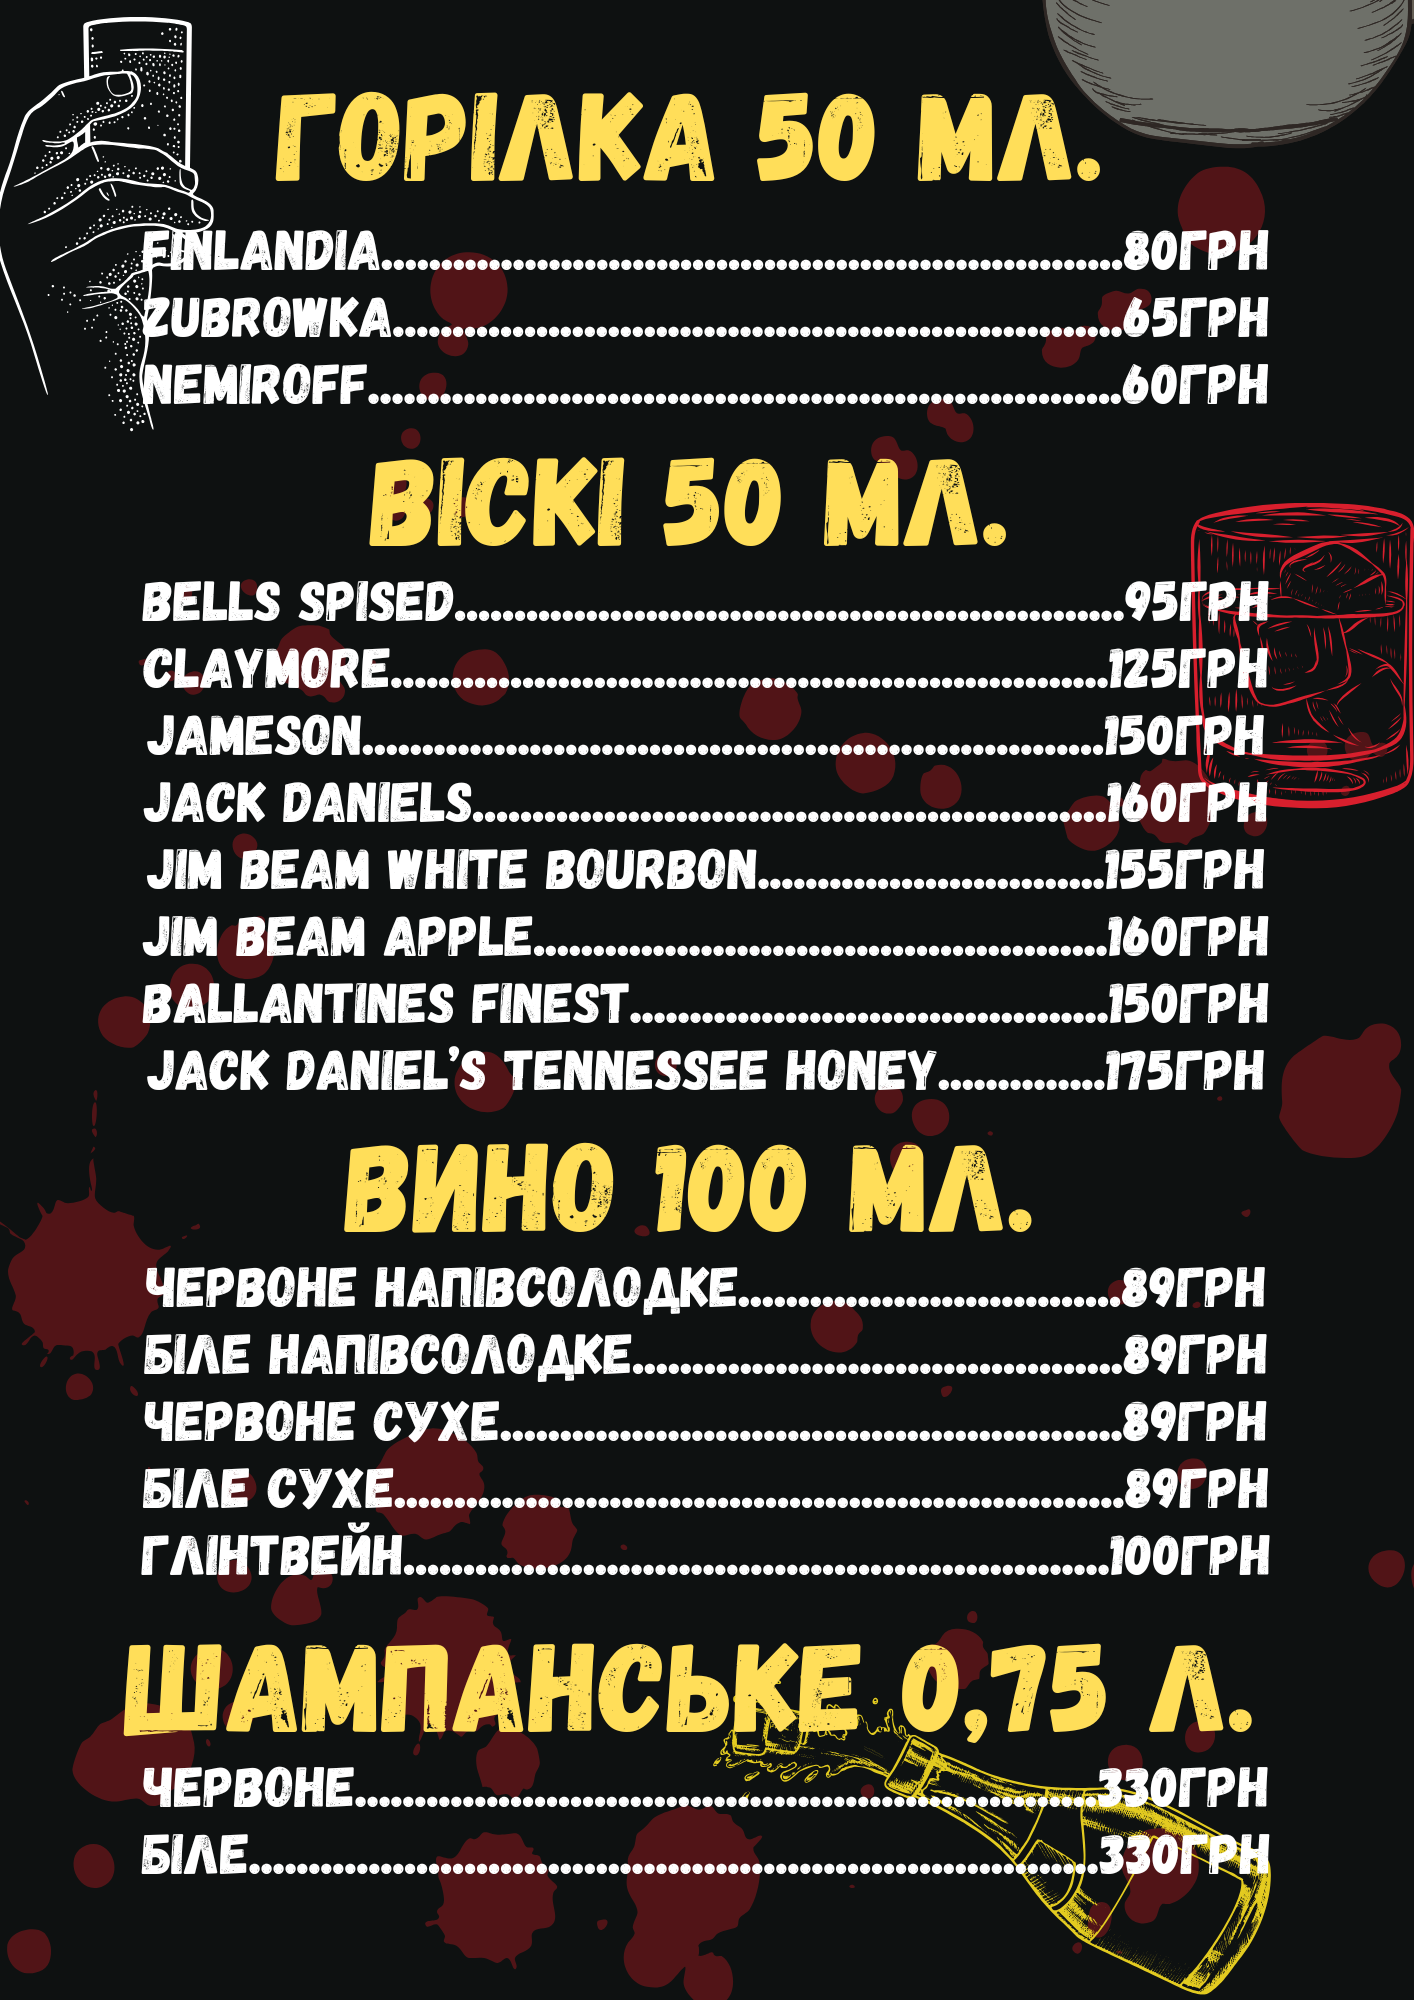 ГОРІЛКА 50 МЛ.
FINLANDIA..............................................................80ГРН
ZUBROWKA.............................................................65ГРН
NEMIROFF...............................................................60ГРН
ВІСКІ 50 МЛ.
BELLS SPISED........................................................95ГРН
CLAYMORE............................................................125ГРН
JAMESON..............................................................150ГРН
JACK DANIELS.....................................................160ГРН
JIM BEAM WHITE BOURBON.............................155ГРН
JIM BEAM APPLE................................................160ГРН
BALLANTINES FINEST........................................150ГРН
JACK DANIEL’S TENNESSEE HONEY..............175ГРН
ВИНО 100 МЛ.
ЧЕРВОНЕ НАПІВСОЛОДКЕ................................89ГРН
БІЛЕ НАПІВСОЛОДКЕ.........................................89ГРН
ЧЕРВОНЕ СУХЕ....................................................89ГРН
БІЛЕ СУХЕ.............................................................89ГРН
ГЛІНТВЕЙН...........................................................100ГРН
ШАМПАНСЬКЕ 0,75 Л.
ЧЕРВОНЕ..............................................................330ГРН
БІЛЕ.......................................................................330ГРН